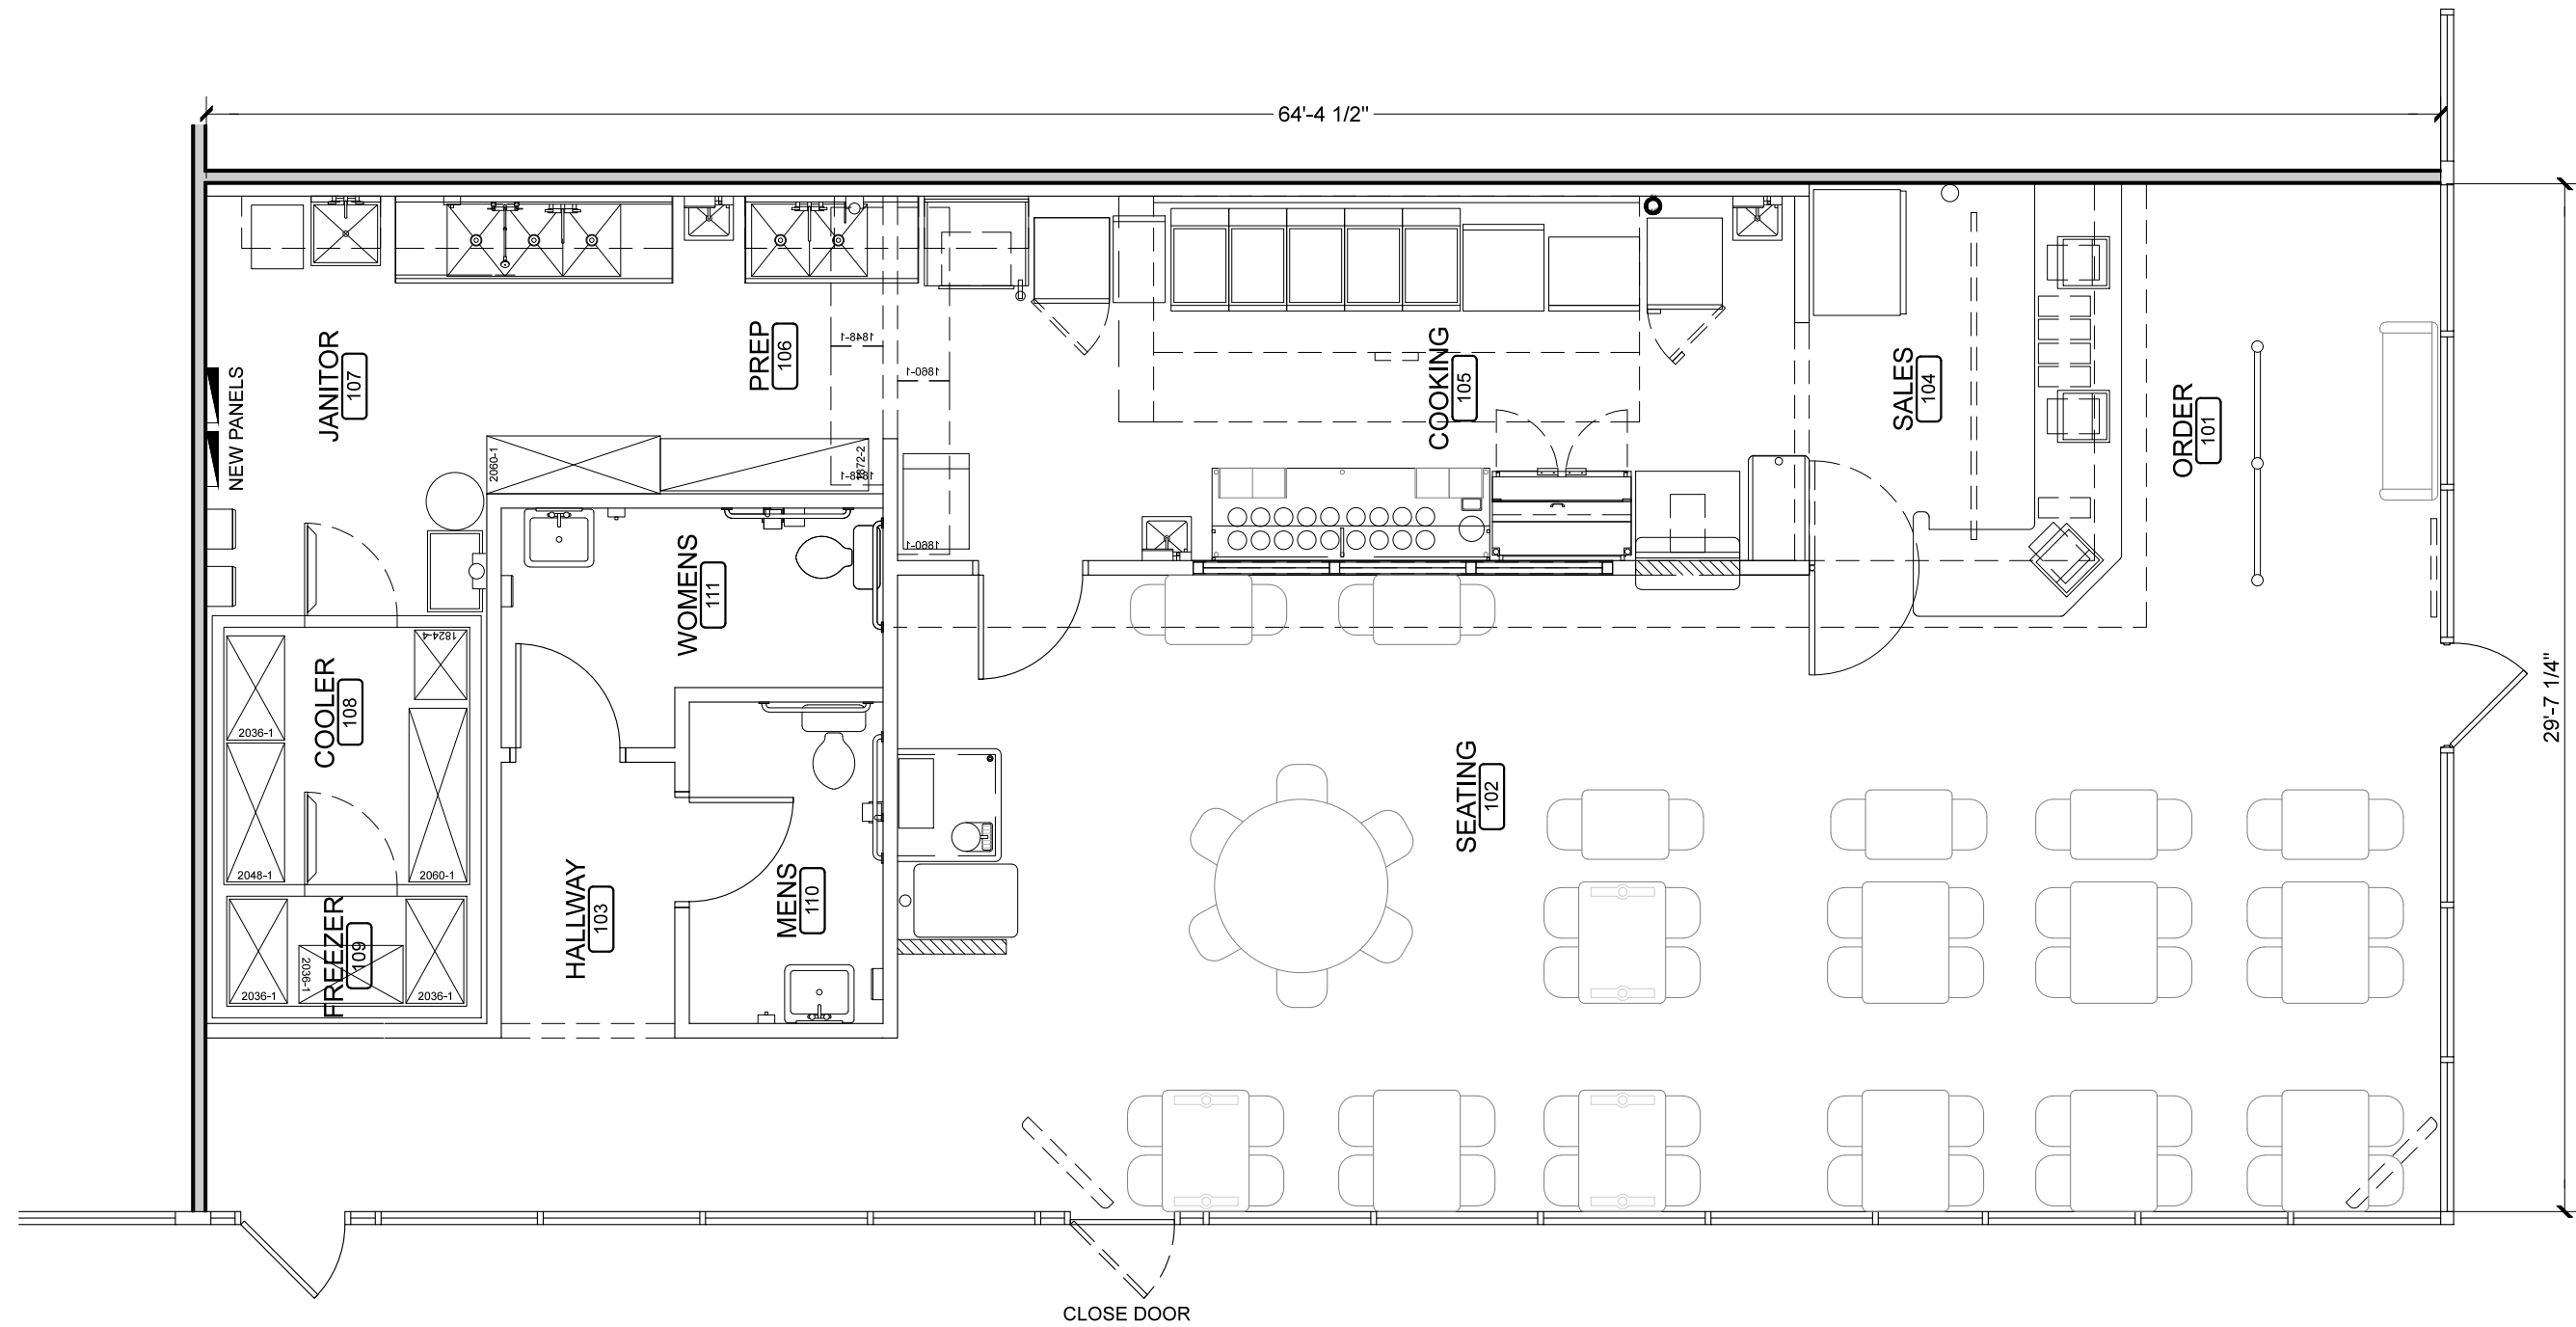 64'-4 1/2"
JANITOR
107
NEW PANELS
PREP
106
1848-1
1860-1
COOKING
105
SALES
104
ORDER
101
2060-1
1872-2
1848-1
1860-1
WOMENS
111
1824-4
COOLER
108
2036-1
2048-1
2060-1
29'-7 1/4"
SEATING
102
HALLWAY
103
MENS
110
FREEZER
109
2036-1
2036-1
2036-1
CLOSE DOOR